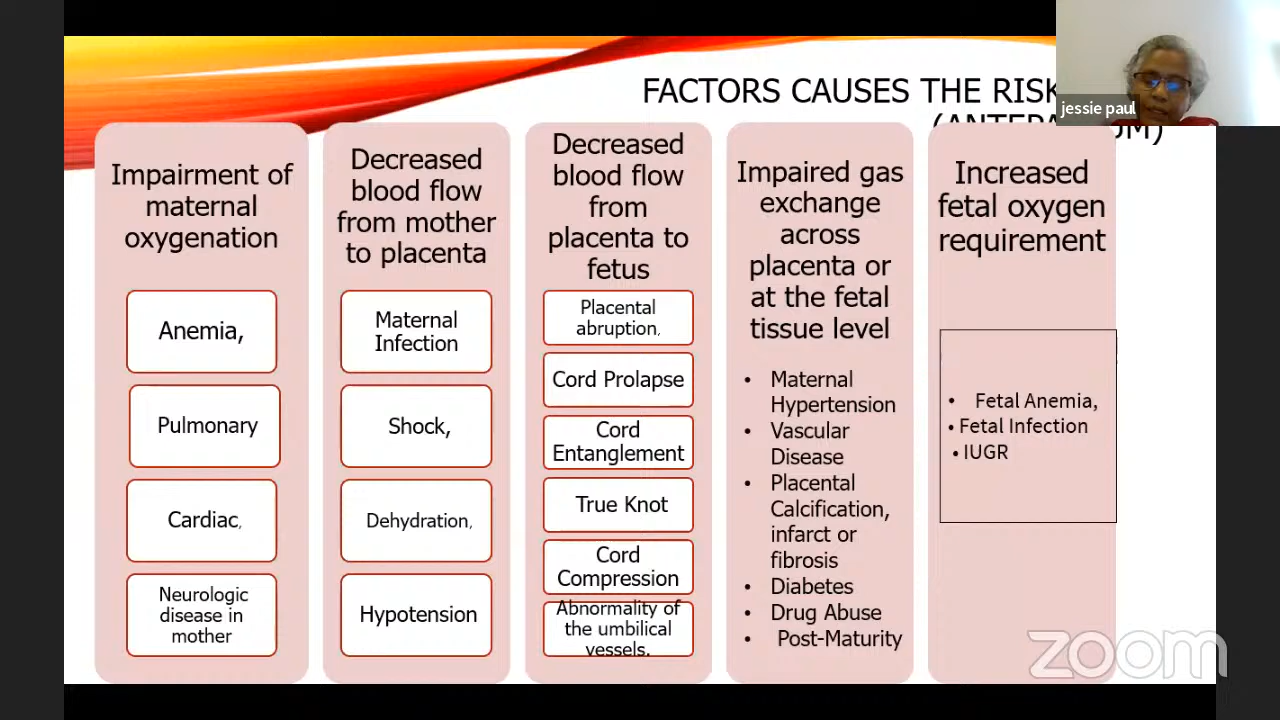 FACTORS CAUSES THE RISK
jessie paul
Impairment of
maternal
oxygenation
Anemia,
Pulmonary
Cardiac,
Neurologic
disease in
mother
Decreased
blood flow
from mother
to placenta
Maternal
Infection
Shock,
Dehydration,
Hypotension
Decreased
blood flow
from
placenta to
fetus
Placental
abruption,
Cord Prolapse
Cord
Entanglement
True Knot
Cord
Compression
Abnormality of
the umbilical
vessels.
Impaired gas
exchange
across
placenta or
at the fetal
tissue level
• Maternal
Hypertension
• Vascular
Disease
• Placental
Calcification,
infarct or
fibrosis
• Diabetes
• Drug Abuse
• Post-Maturity
Increased
fetal oxygen
requirement
• Fetal Anemia,
• Fetal Infection
• IUGR
zoom